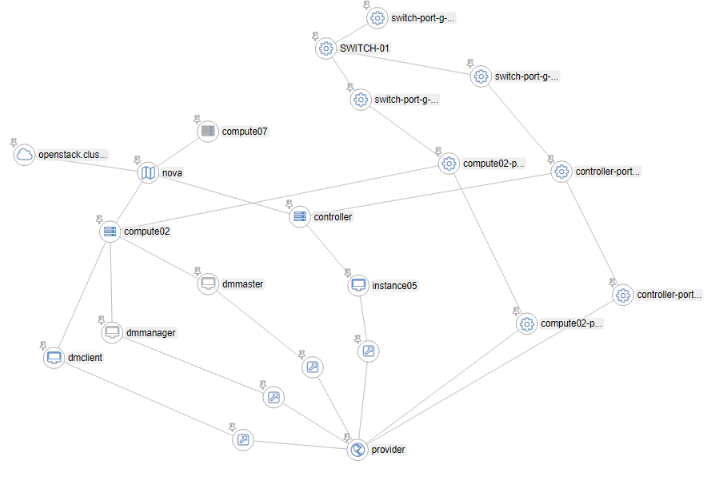 switch-port-g-...
SWITCH-01
switch-port-g-...
switch-port-g-...
compute07
openstack.clus...
nova
compute02-p...
controller-port...
controller
compute02
dmmaster
instance05
controller-port...
compute02-p...
dmmanager
dmclient
provider